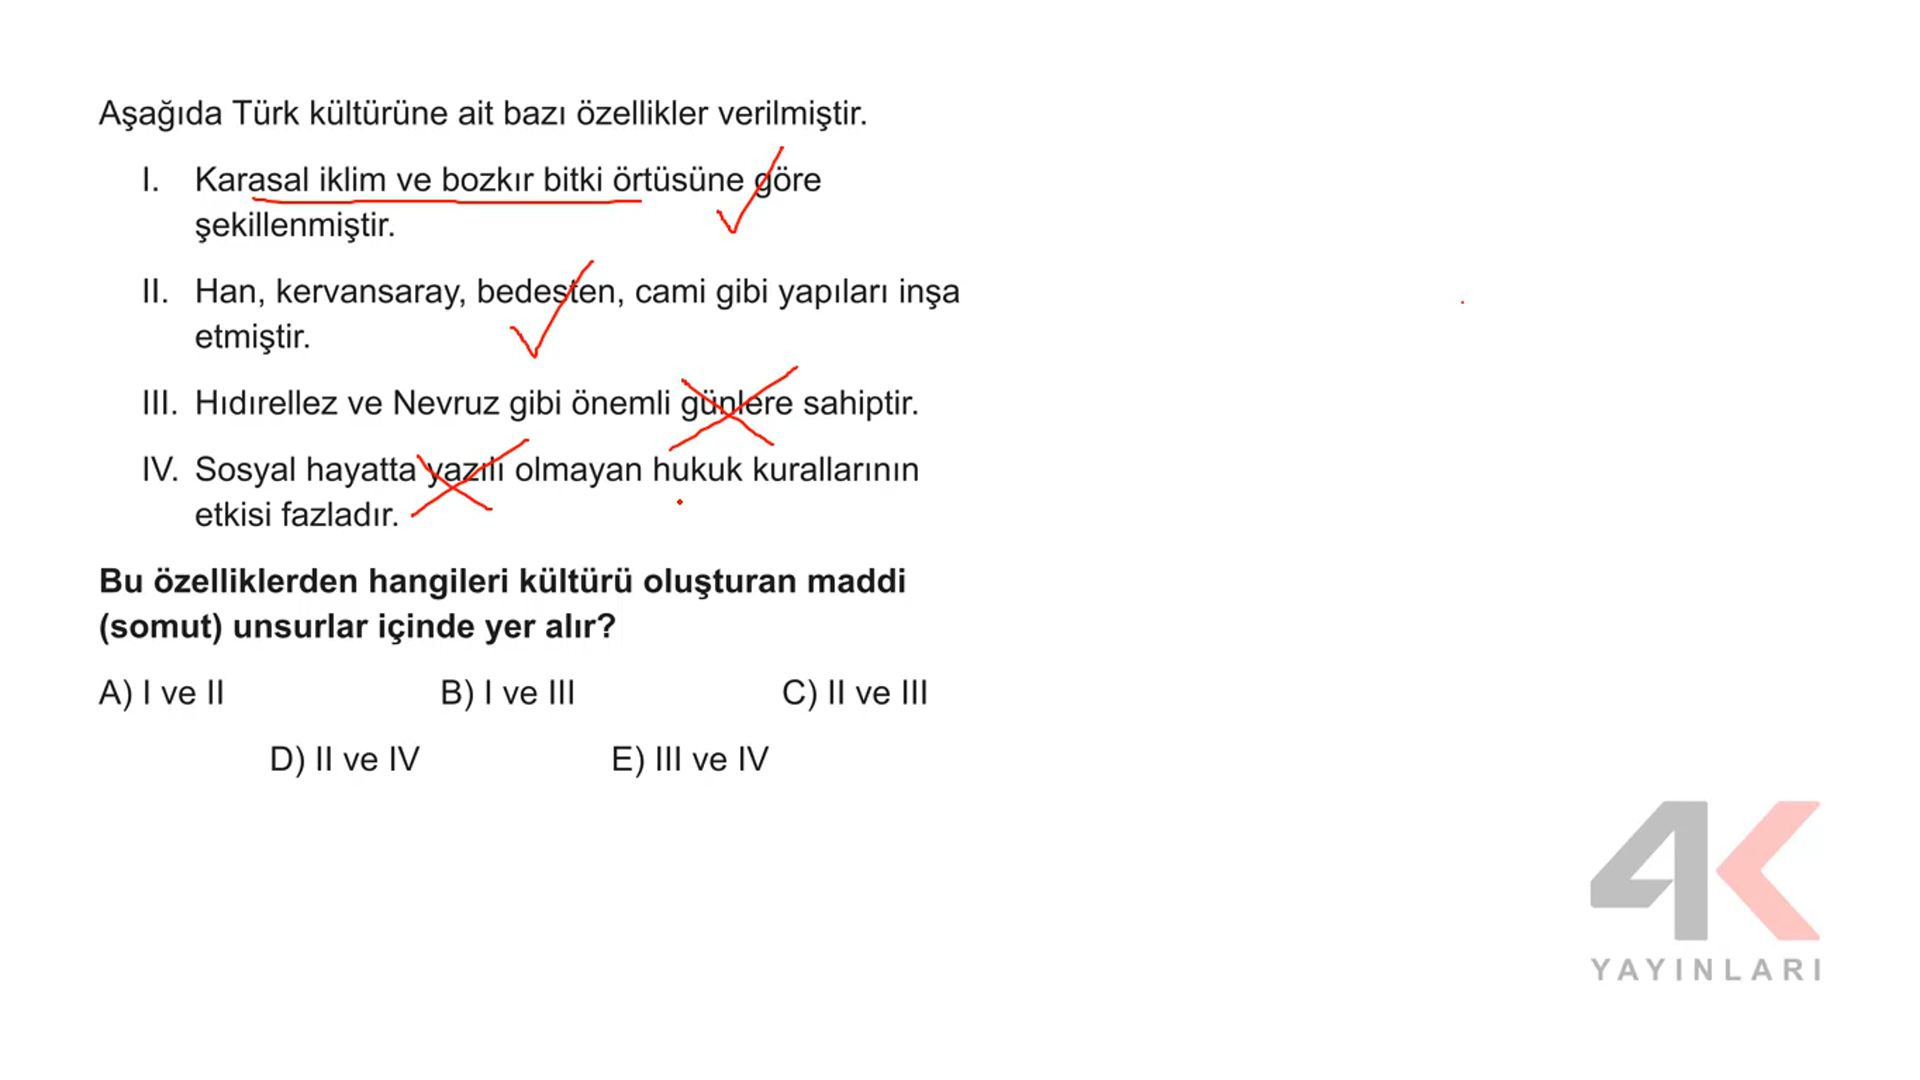 Aşağıda Türk kültürüne ait bazı özellikler verilmiştir.
I. Karasal iklim ve bozkır bitki örtüsüne göre
şekillenmiştir.
II. Han, kervansaray, bedesten, cami gibi yapıları inşa
etmiştir.
III. Hıdırellez ve Nevruz gibi önemli günlere sahiptir.
IV. Sosyal hayatta yazılı olmayan hukuk kurallarının
etkisi fazladır.
Bu özelliklerden hangileri kültürü oluşturan maddi
(somut) unsurlar içinde yer alır?
A) I ve II B) I ve III C) II ve III
D) II ve IV E) III ve IV
4K
YAYINLARI